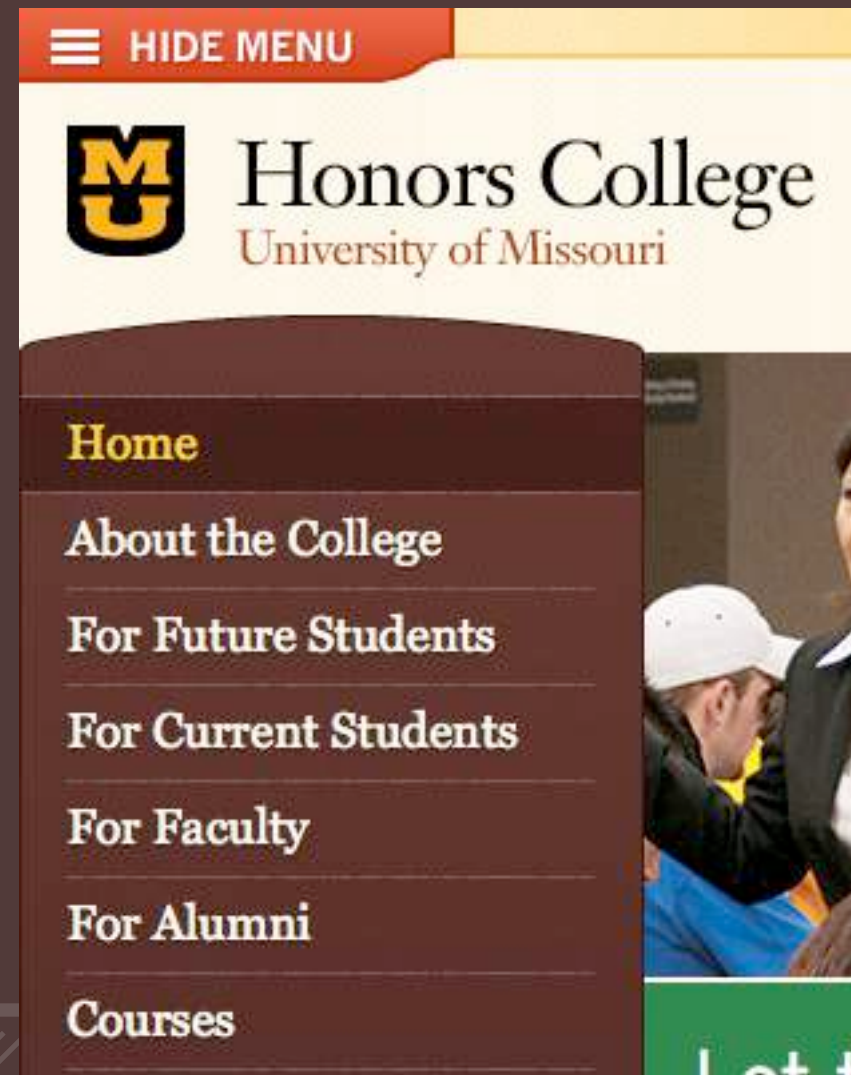 HIDE MENU
MU
Honors College
University of Missouri
Home
About the College
For Future Students
For Current Students
For Faculty
For Alumni
Courses